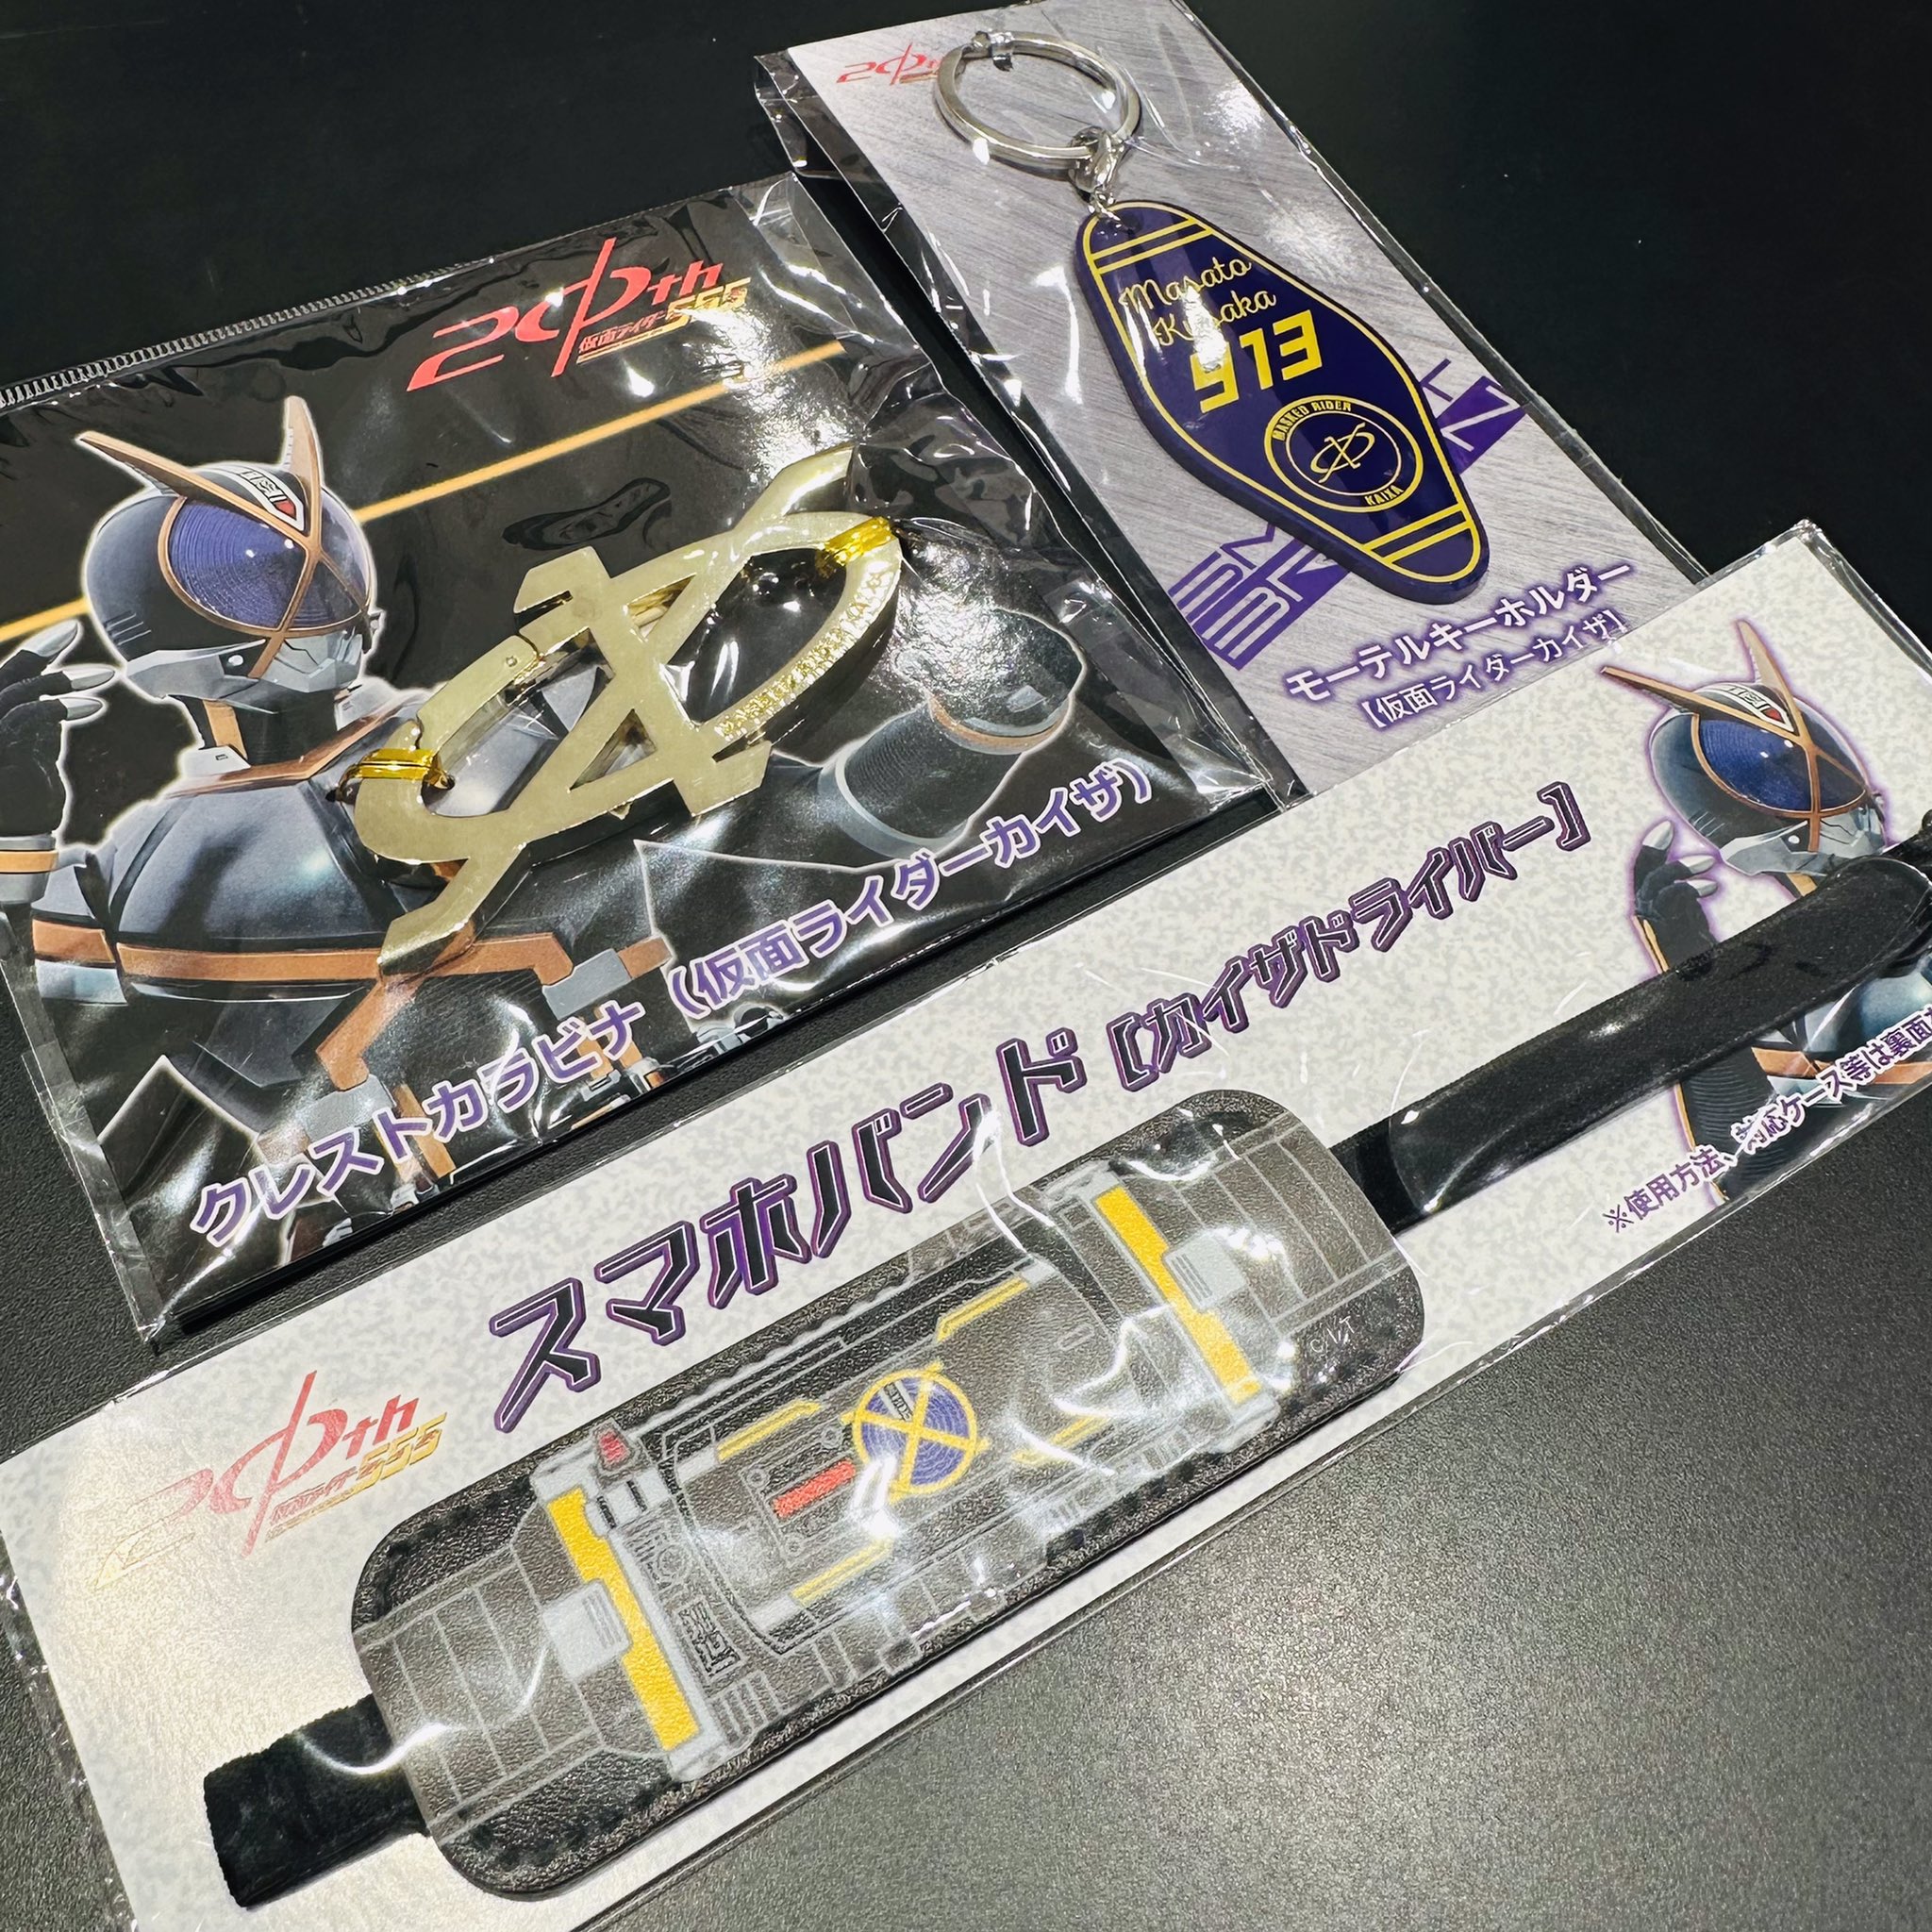 20th
仮面ライダー555
クレストカラビナ（仮面ライダーカイザ）
20th
Masato
Kusaka
913
MASKED RIDER
KAIXA
モーテルキーホルダー
【仮面ライダーカイザ】
スマホバンド【カイザドライバー】
※使用方法、対応ケース等は裏面
20th
仮面ライダー555